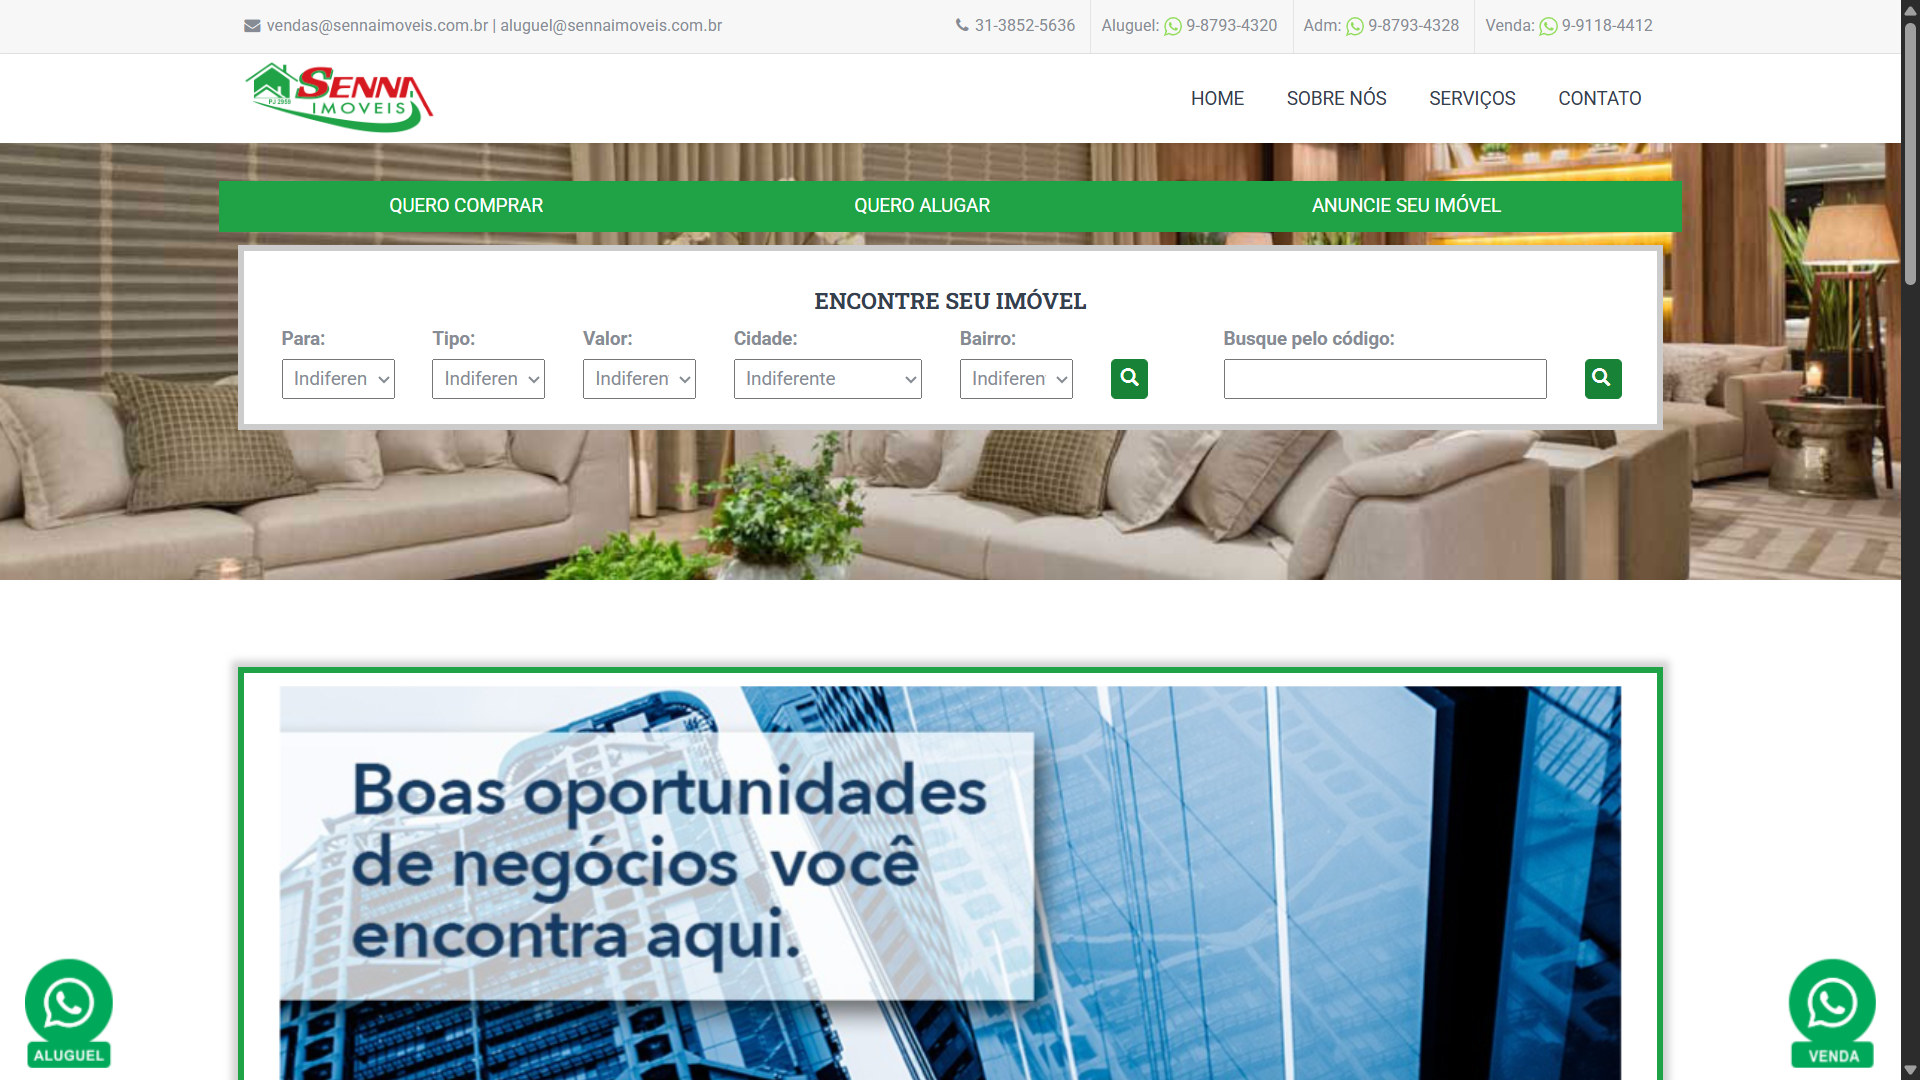 vendas@sennaimoveis.com.br | aluguel@sennaimoveis.com.br
31-3852-5636
Aluguel: 9-8793-4320
Adm: 9-8793-4328
Venda: 9-9118-4412
SENNA
IMOVEIS
PJ 2959
HOME
SOBRE NÓS
SERVIÇOS
CONTATO
QUERO COMPRAR
QUERO ALUGAR
ANUNCIE SEU IMÓVEL
ENCONTRE SEU IMÓVEL
Para:
Tipo:
Valor:
Cidade:
Bairro:
Busque pelo código:
Indiferen
Indiferen
Indiferen
Indiferente
Indiferen
Boas oportunidades
de negócios você
encontra aqui.
ALUGUEL
VENDA